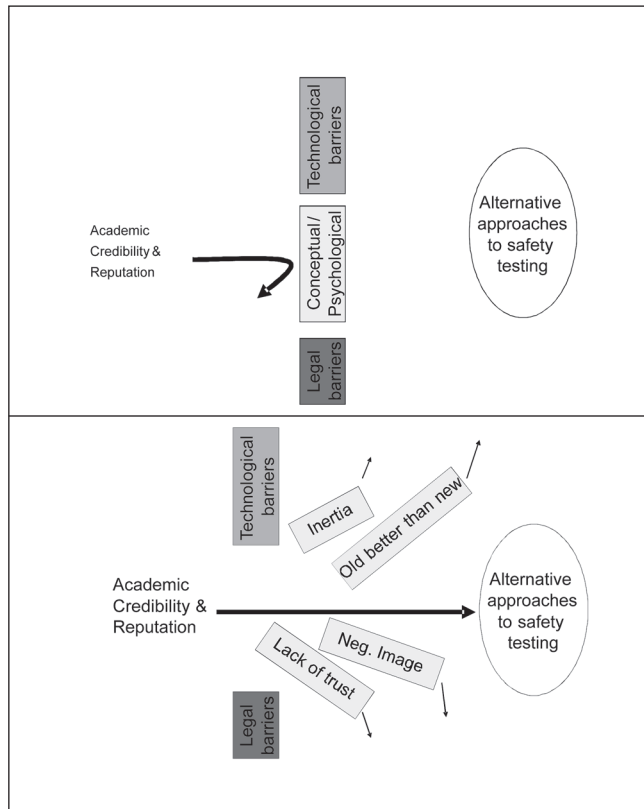 Technological
barriers
Academic
Credibility &
Reputation
Conceptual/
Psychological
Alternative
approaches
to safety
testing
Legal
barriers
Technological
barriers
Inertia
Old better than new
Academic
Credibility &
Reputation
Alternative
approaches
to safety
testing
Neg. Image
Lack of trust
Legal
barriers